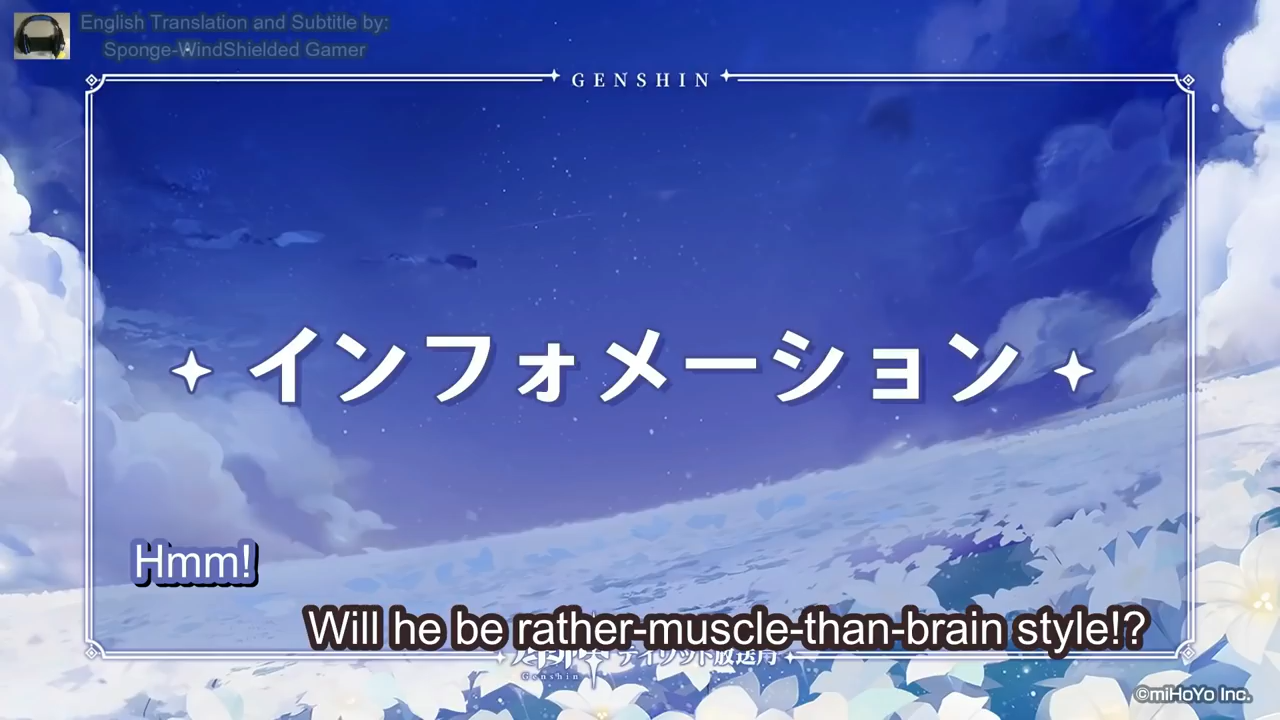 English Translation and Subtitle by:
Sponge-WindShielded Gamer
GENSHIN
インフォメーション
Hmm!
Will he be rather-muscle-than-brain style!?
Genshin
©miHoYo Inc.